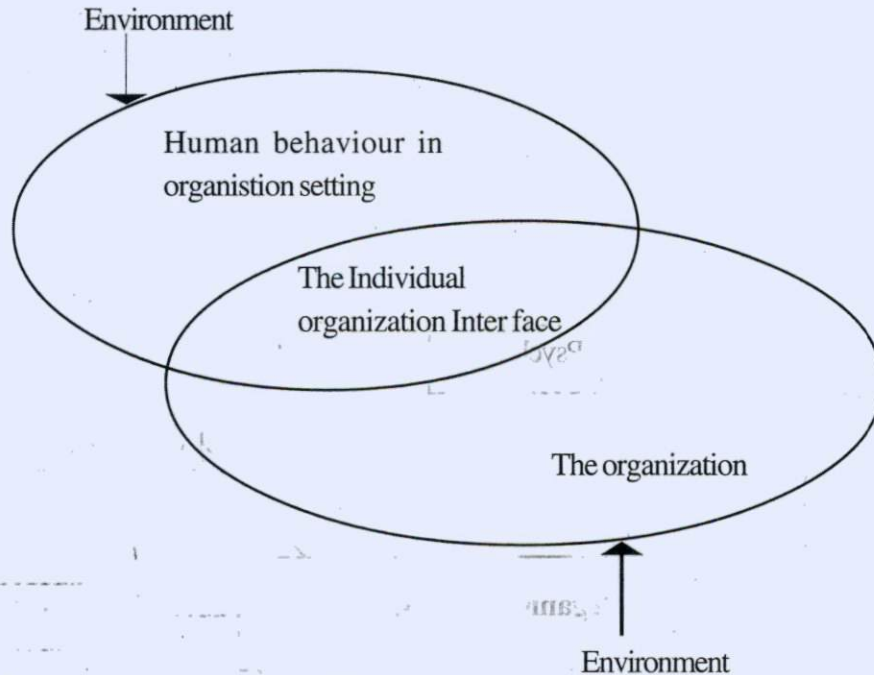 Environment
Human behaviour in
organistion setting
The Individual
organization Inter face
The organization
Environment